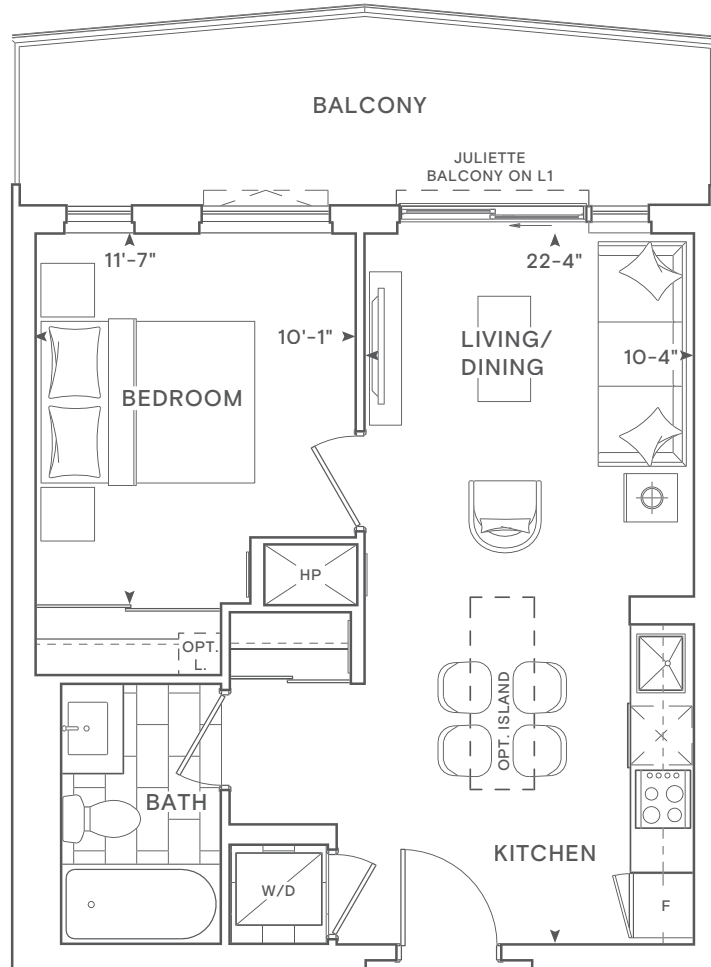 BALCONY
JULIETTE
BALCONY ON L1
11'-7"
22-4"
10'-1"
LIVING/
DINING
10-4"
BEDROOM
HP
OPT.
L.
OPT. ISLAND
BATH
KITCHEN
W/D
F